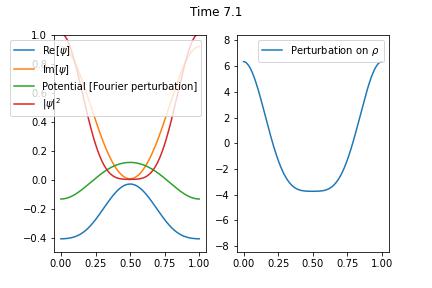 Time 7.1
Re[ψ]
Im[ψ]
Potential [Fourier perturbation]
|ψ|²
1.0
0.8
0.6
0.4
0.2
0.0
−0.2
−0.4
0.00 0.25 0.50 0.75 1.00
Perturbation on ρ
8
6
4
2
0
−2
−4
−6
−8
0.00 0.25 0.50 0.75 1.00